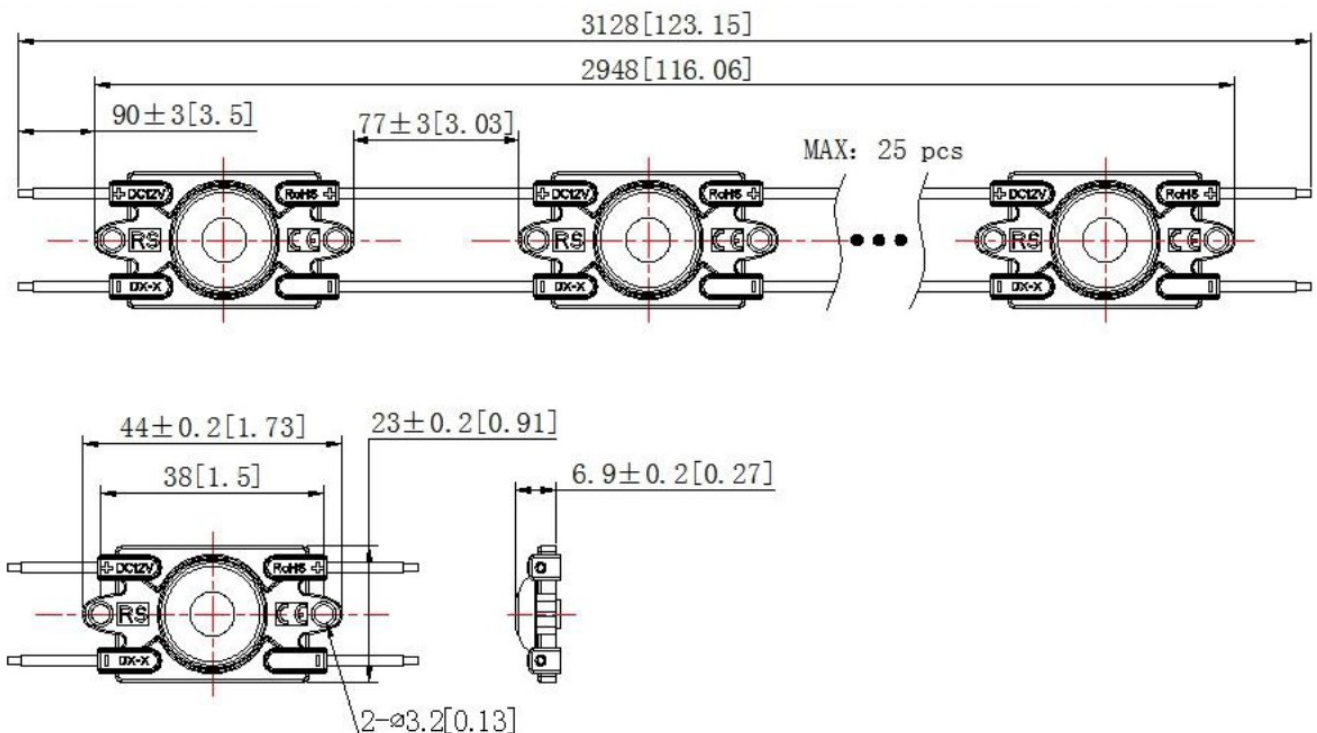 3128[123.15]
2948[116.06]
90±3[3.5]
77±3[3.03]
MAX: 25 pcs
+ DC12V RoHS +
+ DC12V RoHS +
+ DC12V RoHS +
RS CE
RS CE
RS CE
- DX-X -
- DX-X -
- DX-X -
44±0.2[1.73]
23±0.2[0.91]
38[1.5]
6.9±0.2[0.27]
+ DC12V RoHS +
RS CE
- DX-X -
2-⌀3.2[0.13]